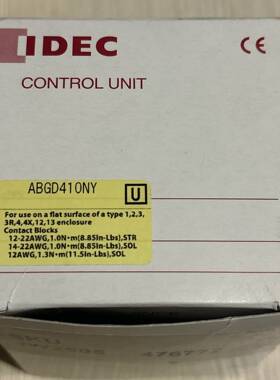 IDEC
CE
CONTROL UNIT
ABGD410NY
U
For use on a flat surface of a type 1,2,3,
3R,4,4X,12,13 enclosure
Contact Blocks
12-22AWG,1.0N・m(8.85In-Lbs),STR
14-22AWG,1.0N・m(8.85In-Lbs),SOL
12AWG,1.3N・m(11.5in-Lbs),SOL